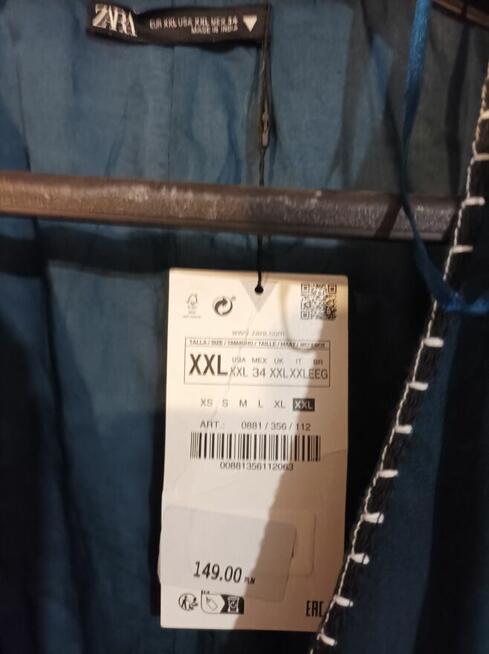 ZARA
EUR XXL USA XXL MEX 34
MADE IN INDIA
www.zara.com
XXL
USA MEX UK IT BR
XXL 34 XXL XXL EEG
XS S M L XL XXL
ART.: 0881 / 356 / 112
00881356112063
149.00 PLN
EAC